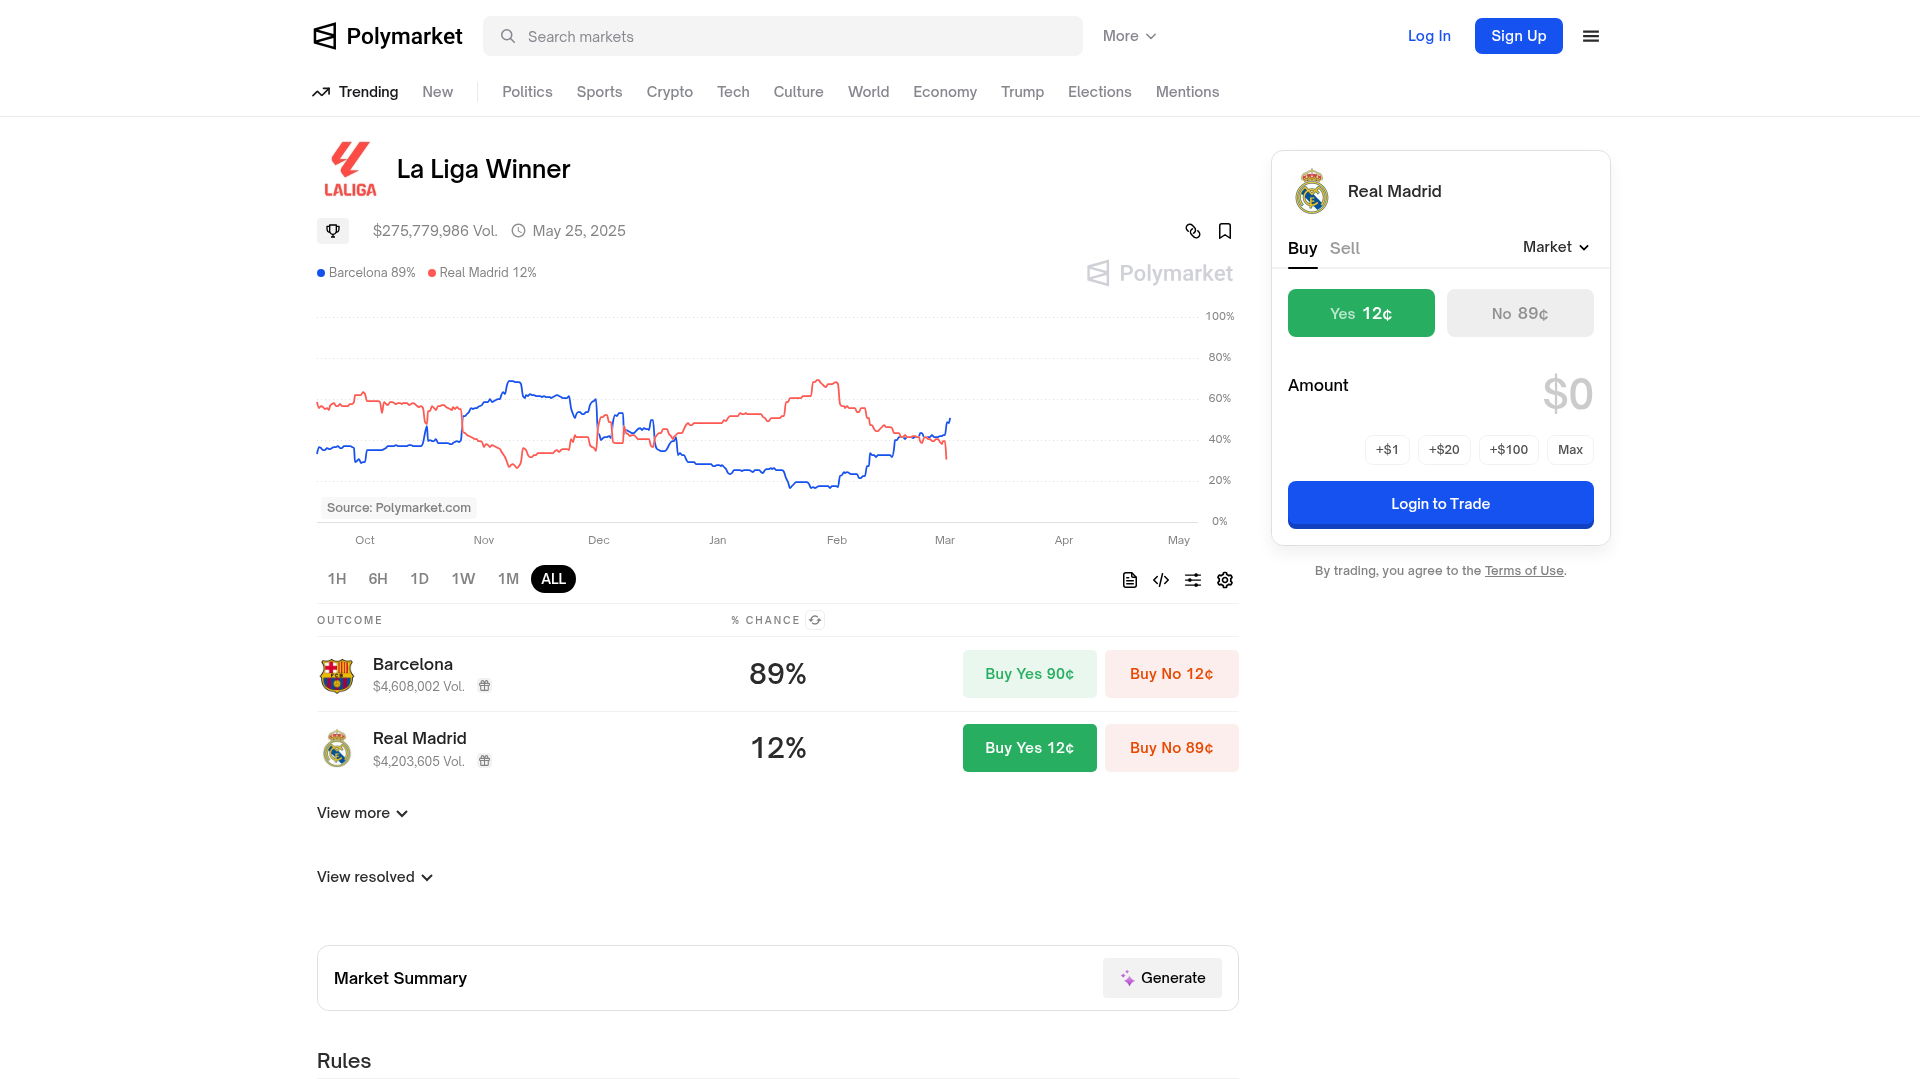 Polymarket
Search markets
More
Log In
Sign Up
Trending
New
Politics
Sports
Crypto
Tech
Culture
World
Economy
Trump
Elections
Mentions
LALIGA
La Liga Winner
$275,779,986 Vol.
May 25, 2025
Barcelona 89%
Real Madrid 12%
Polymarket
100%
80%
60%
40%
20%
0%
Source: Polymarket.com
Oct
Nov
Dec
Jan
Feb
Mar
Apr
May
1H
6H
1D
1W
1M
ALL
OUTCOME
% CHANCE
Barcelona
$4,608,002 Vol.
89%
Buy Yes 90¢
Buy No 12¢
Real Madrid
$4,203,605 Vol.
12%
Buy Yes 12¢
Buy No 89¢
View more
View resolved
Market Summary
Generate
Rules
Real Madrid
Buy
Sell
Market
Yes 12¢
No 89¢
Amount
$0
+$1
+$20
+$100
Max
Login to Trade
By trading, you agree to the Terms of Use.